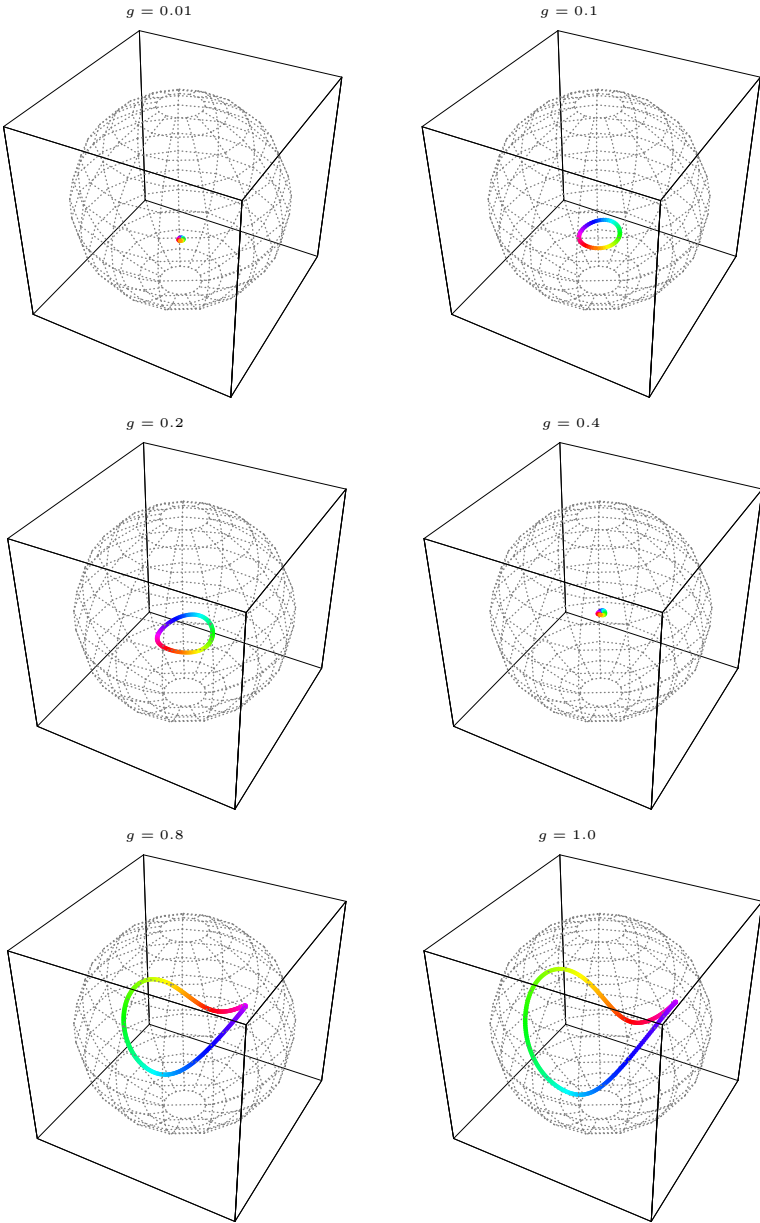 g = 0.01
g = 0.1
g = 0.2
g = 0.4
g = 0.8
g = 1.0